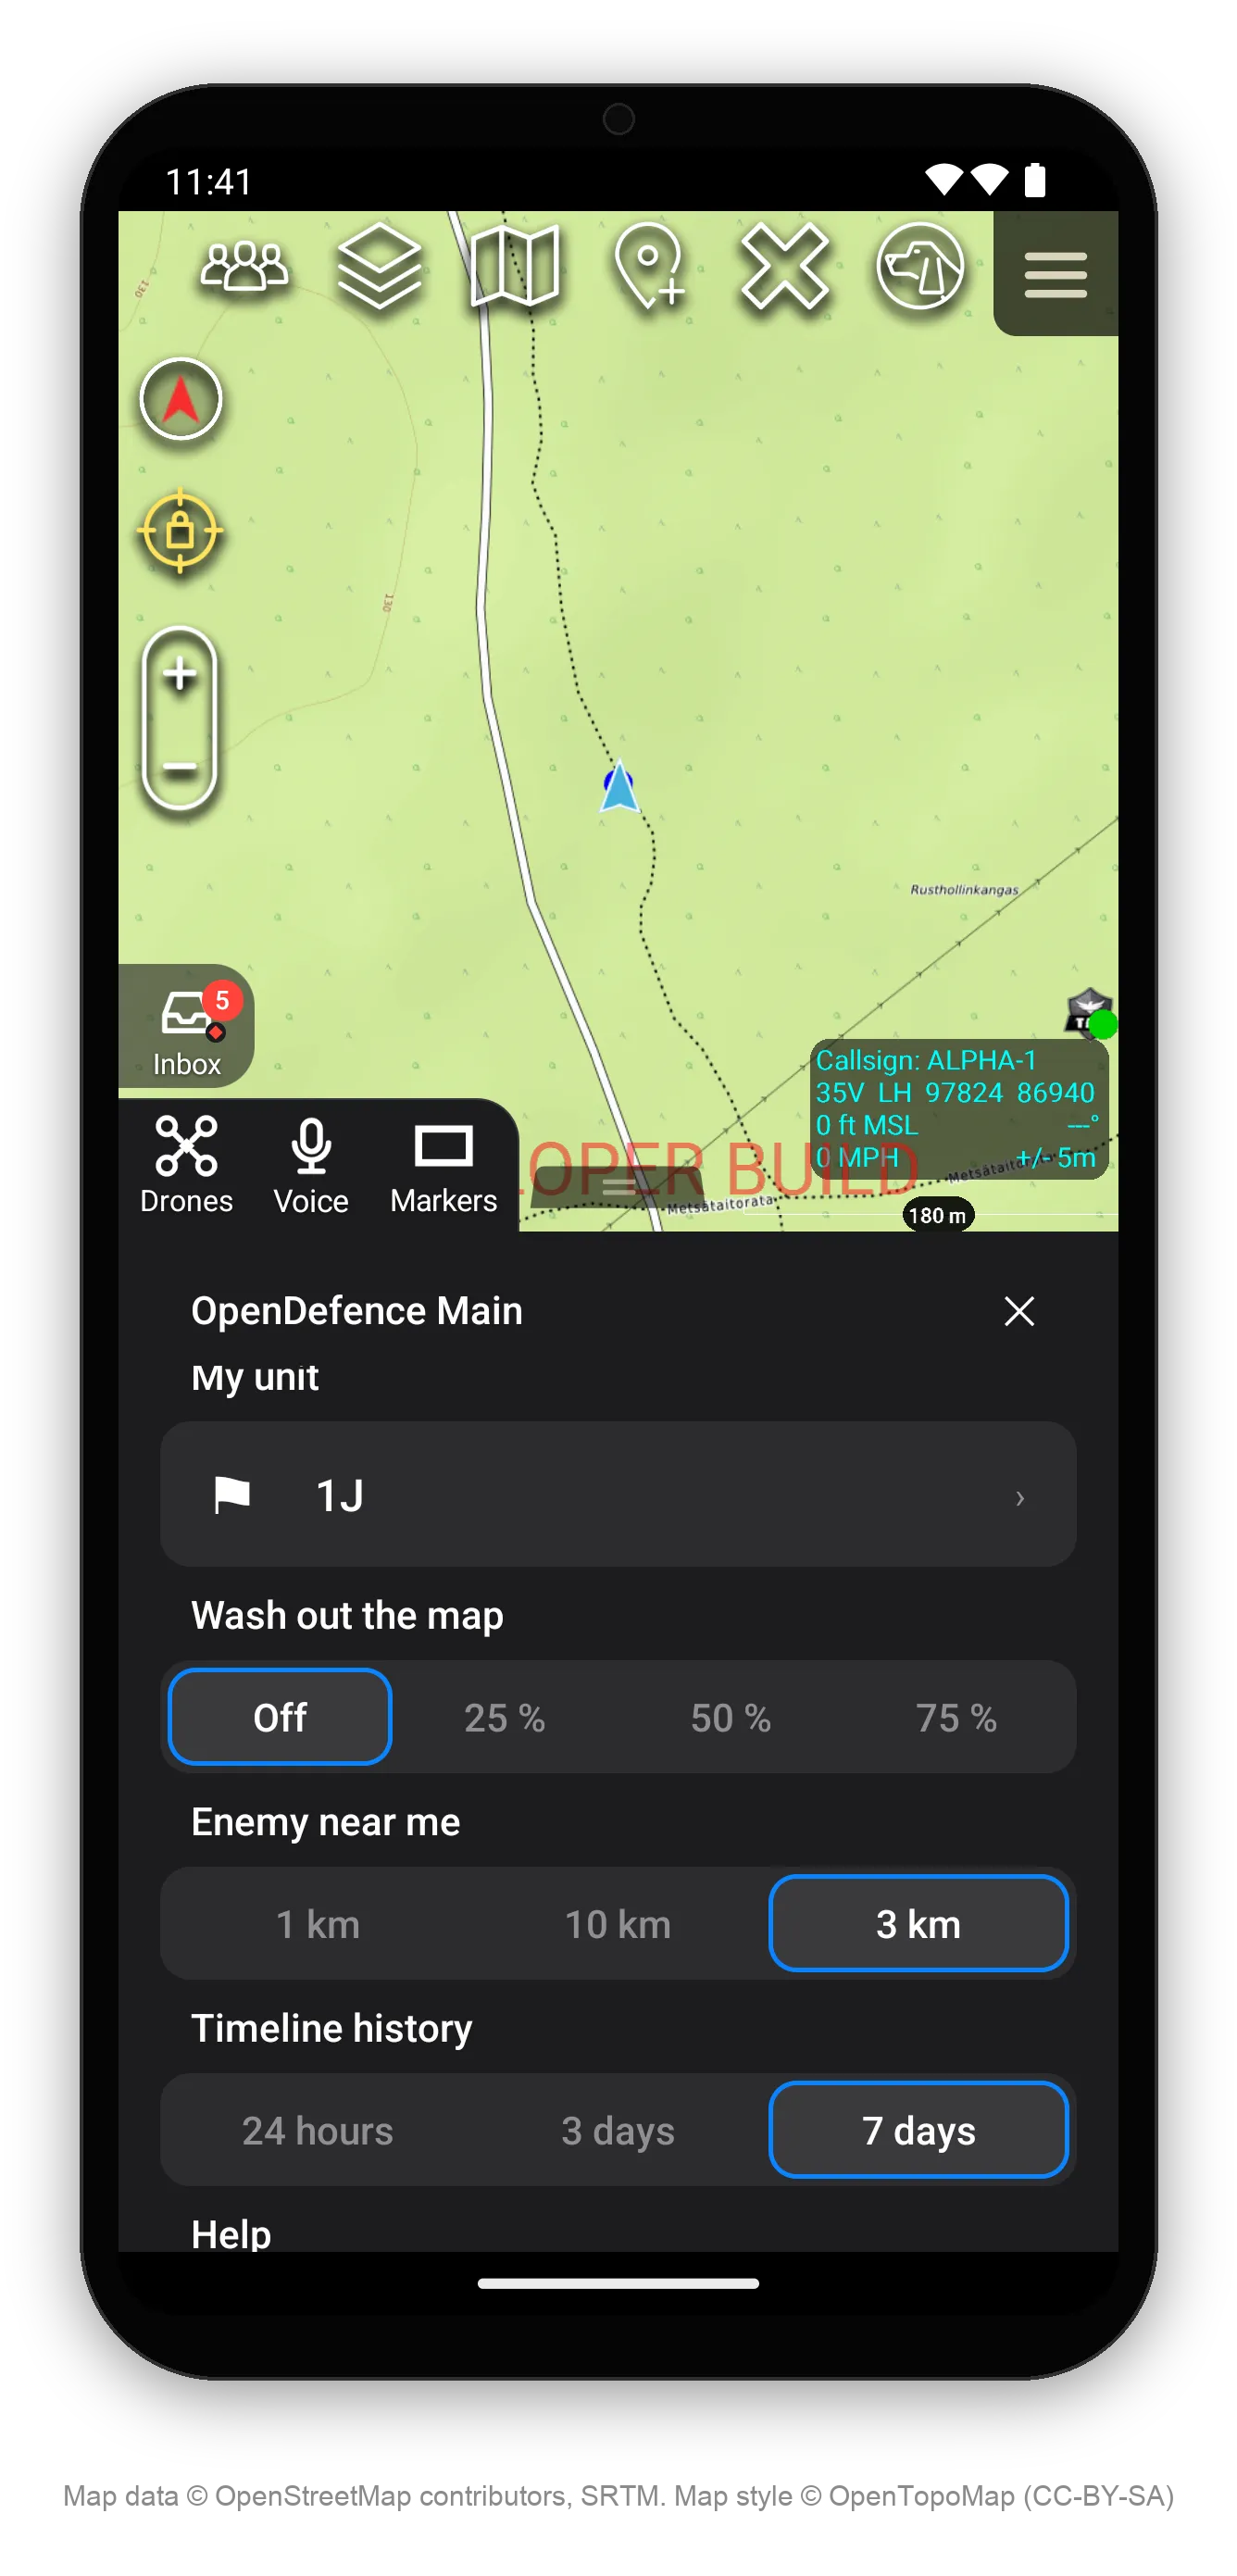 11:41
130
130
Rusthollinkangas
5
Inbox
Callsign: ALPHA-1
35V LH 97824 86940
0 ft MSL ---°
0 MPH +/- 5m
Drones Voice Markers
OPER BUILD
Metsätaitorata
Metsätaitorata
180 m
OpenDefence Main
My unit
1J
Wash out the map
Off 25 % 50 % 75 %
Enemy near me
1 km 10 km 3 km
Timeline history
24 hours 3 days 7 days
Help
Map data © OpenStreetMap contributors, SRTM. Map style © OpenTopoMap (CC-BY-SA)